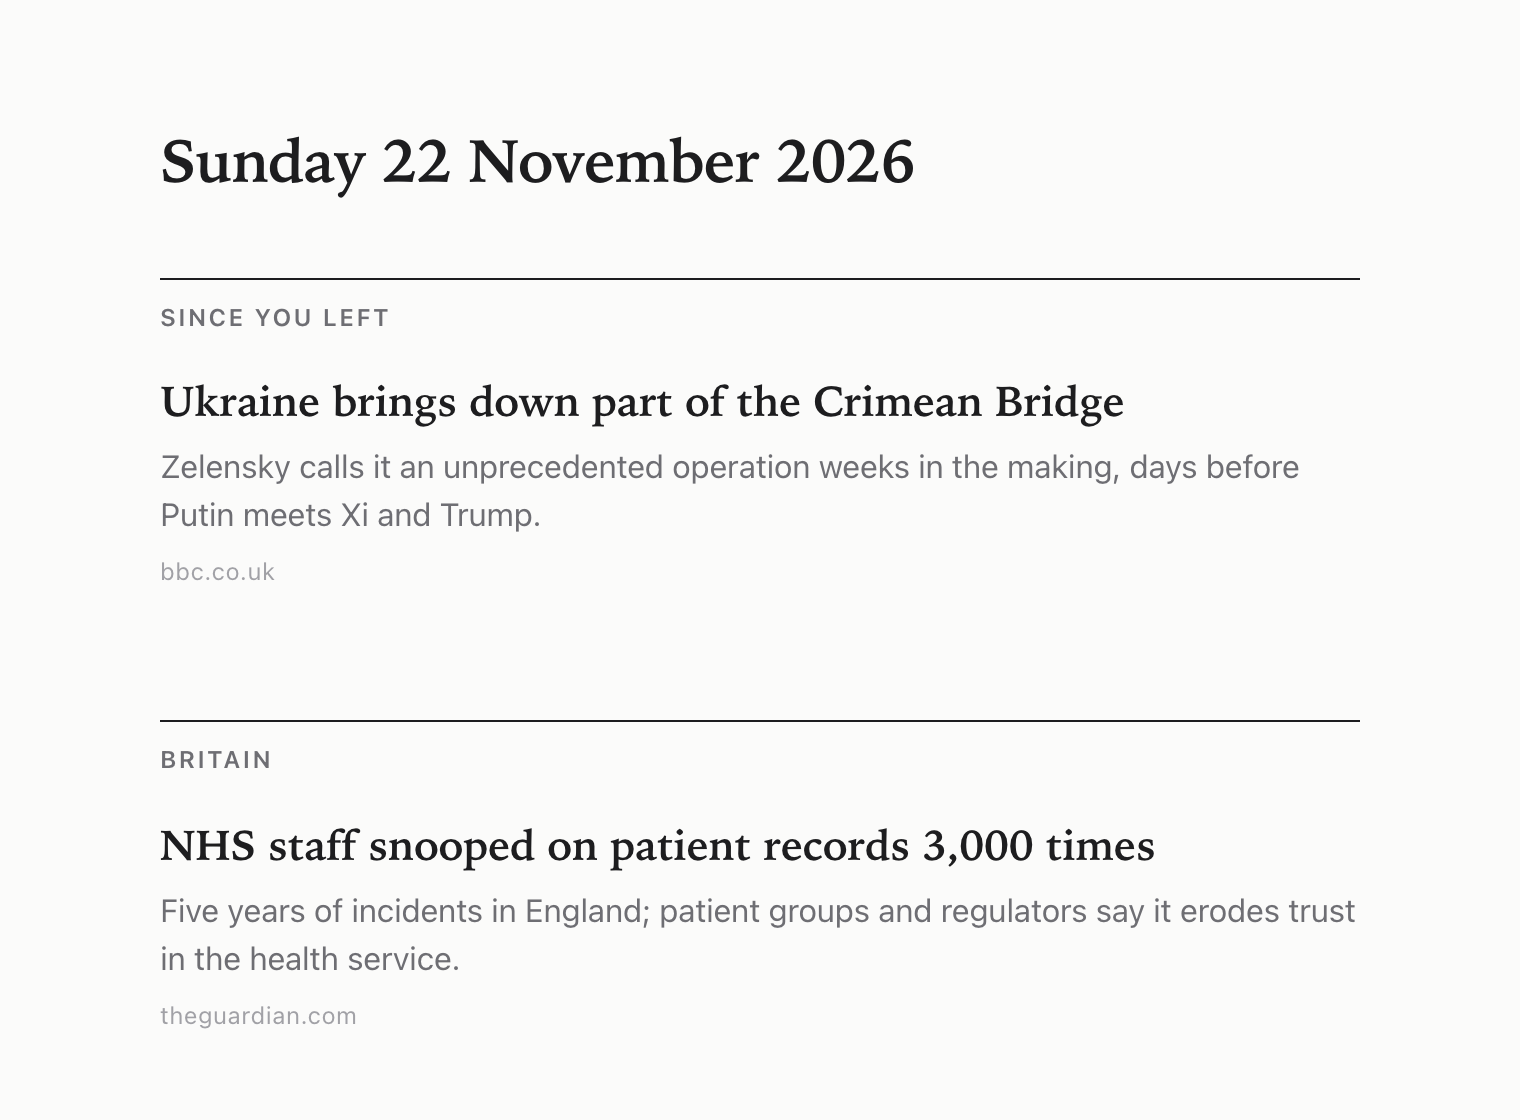 Sunday 22 November 2026
SINCE YOU LEFT
Ukraine brings down part of the Crimean Bridge
Zelensky calls it an unprecedented operation weeks in the making, days before
Putin meets Xi and Trump.
bbc.co.uk
BRITAIN
NHS staff snooped on patient records 3,000 times
Five years of incidents in England; patient groups and regulators say it erodes trust
in the health service.
theguardian.com